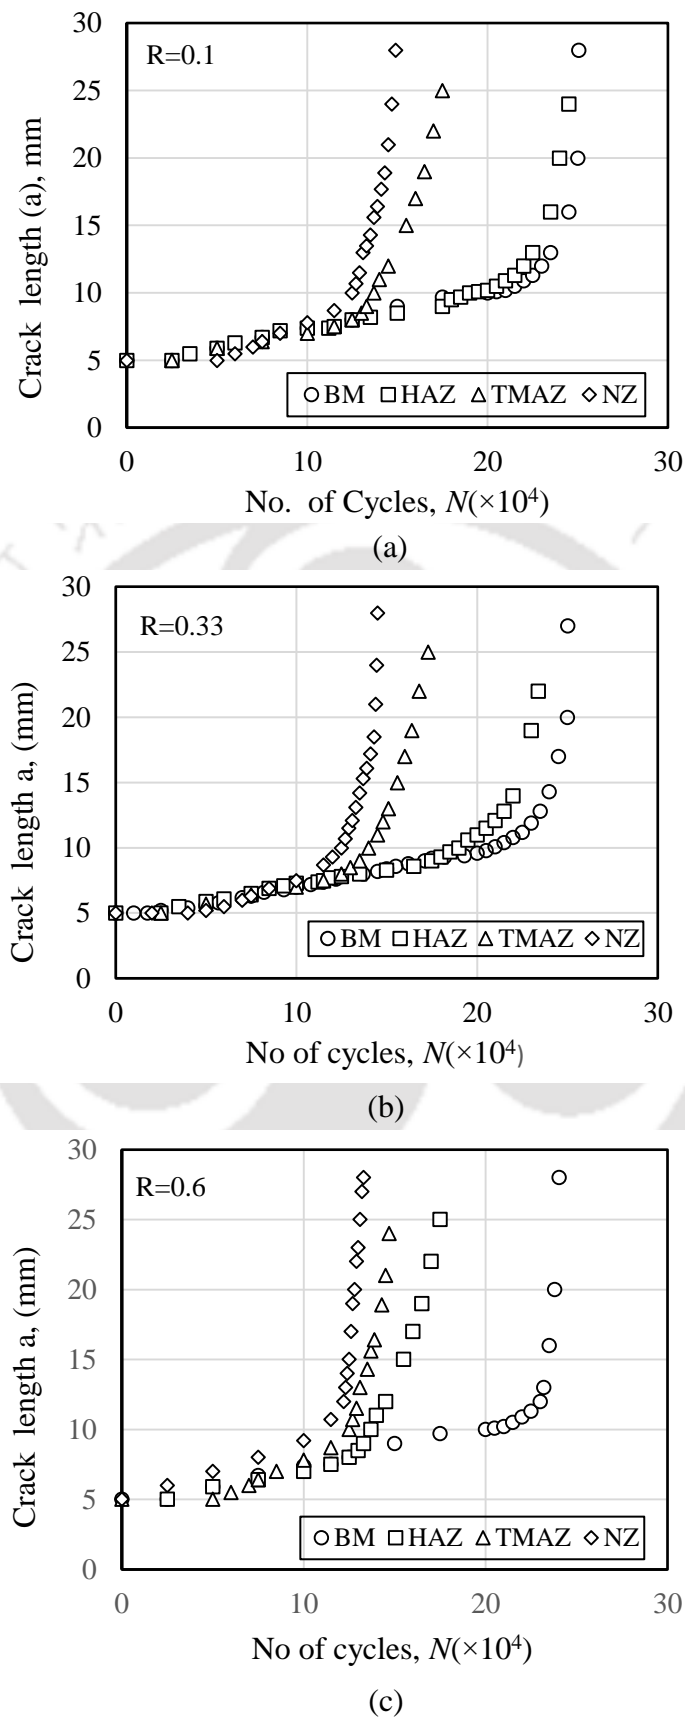 30
R=0.1
25
20
15
10
5
0
Crack length (a), mm
BM HAZ TMAZ NZ
0 10 20 30
No. of Cycles, N(×10⁴)
(a)
30
R=0.33
25
20
15
10
5
0
Crack length a, (mm)
BM HAZ TMAZ NZ
0 10 20 30
No of cycles, N(×10⁴)
(b)
30
R=0.6
25
20
15
10
5
0
Crack length a, (mm)
BM HAZ TMAZ NZ
0 10 20 30
No of cycles, N(×10⁴)
(c)